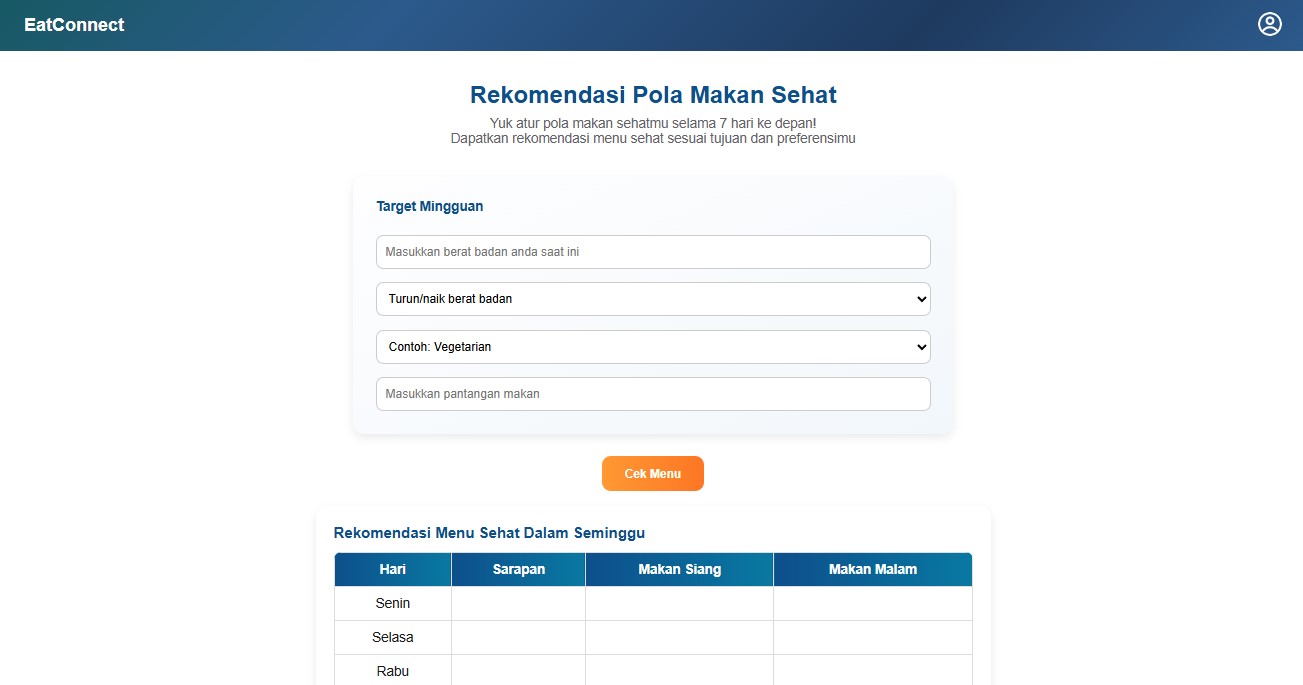 EatConnect
Rekomendasi Pola Makan Sehat
Yuk atur pola makan sehatmu selama 7 hari ke depan!
Dapatkan rekomendasi menu sehat sesuai tujuan dan preferensimu
Target Mingguan
Masukkan berat badan anda saat ini
Turun/naik berat badan
Contoh: Vegetarian
Masukkan pantangan makan
Cek Menu
Rekomendasi Menu Sehat Dalam Seminggu
Hari Sarapan Makan Siang Makan Malam
Senin
Selasa
Rabu